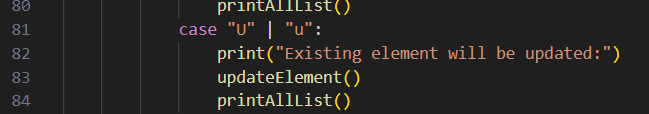 80 printAllList()
81 case "U" | "u":
82 print("Existing element will be updated:")
83 updateElement()
84 printAllList()